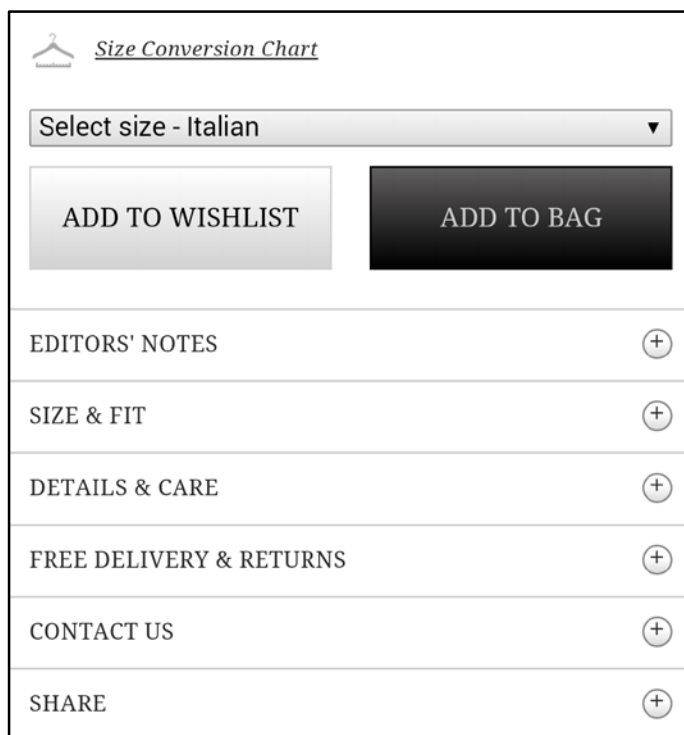 Size Conversion Chart
Select size - Italian
ADD TO WISHLIST
ADD TO BAG
EDITORS' NOTES
SIZE & FIT
DETAILS & CARE
FREE DELIVERY & RETURNS
CONTACT US
SHARE